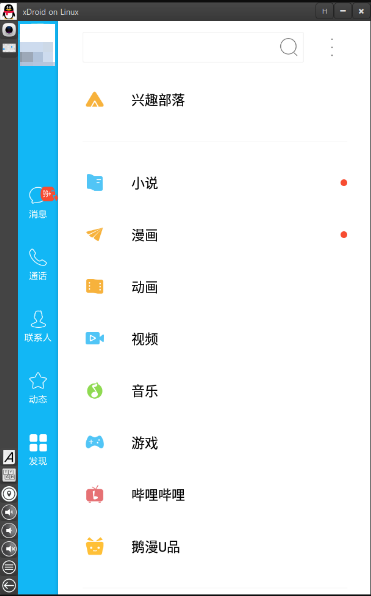 xDroid on Linux
兴趣部落
小说
漫画
动画
视频
音乐
游戏
哔哩哔哩
鹅漫U品
99+
消息
通话
联系人
动态
发现